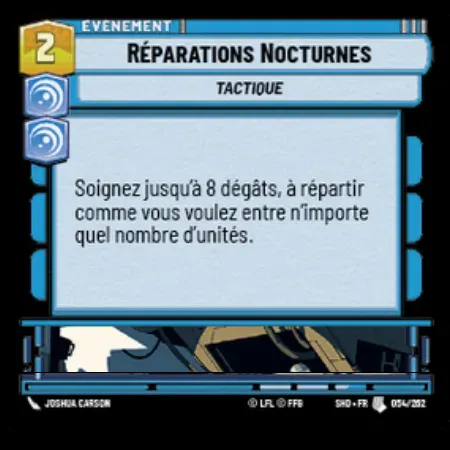 ÉVÉNEMENT
2
RÉPARATIONS NOCTURNES
TACTIQUE
Soignez jusqu'à 8 dégâts, à répartir
comme vous voulez entre n'importe
quel nombre d'unités.
JOSHUA CARSON © LFL © FFG SHD • FR 054/262